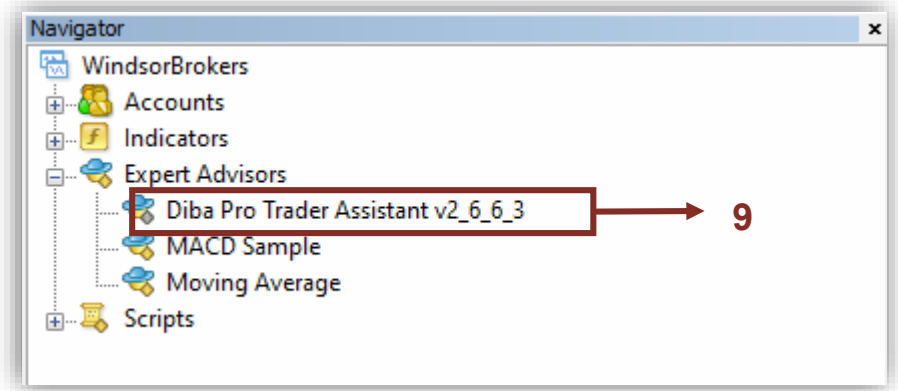 Navigator
x
WindsorBrokers
Accounts
Indicators
Expert Advisors
Diba Pro Trader Assistant v2_6_6_3
9
MACD Sample
Moving Average
Scripts